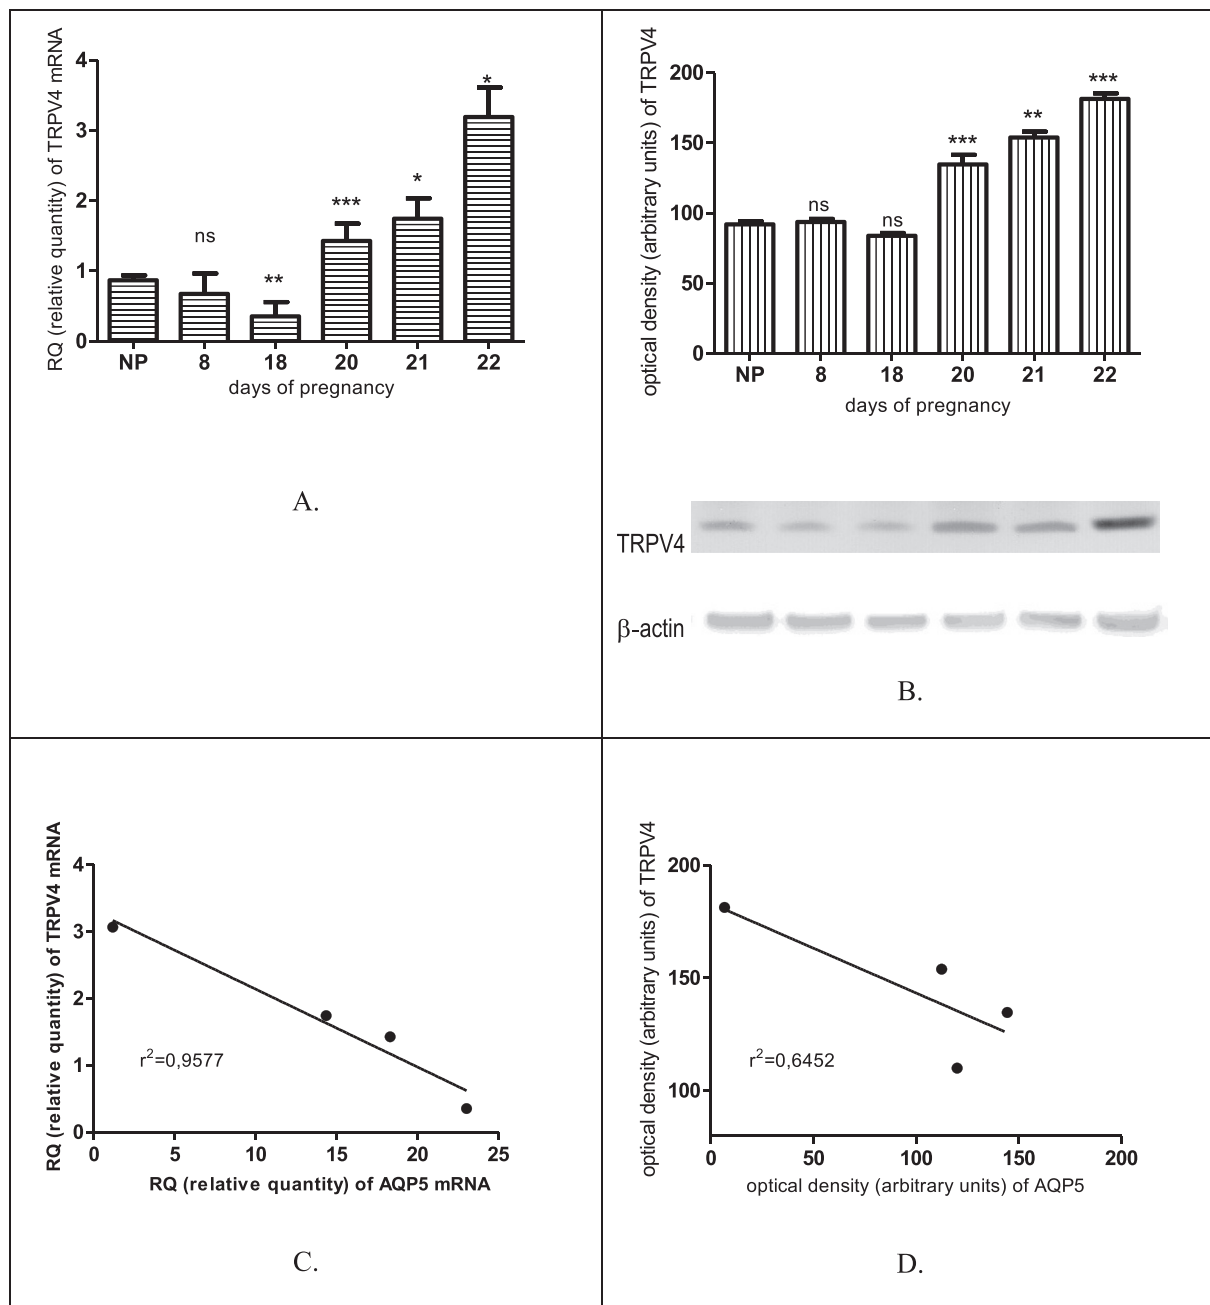 RQ (relative quantity) of TRPV4 mRNA
4
3
2
1
0
ns
**
***
*
*
NP 8 18 20 21 22
days of pregnancy
A.
optical density (arbitrary units) of TRPV4
200
150
100
50
0
ns
ns
***
**
***
NP 8 18 20 21 22
days of pregnancy
TRPV4
β-actin
B.
RQ (relative quantity) of TRPV4 mRNA
4
3
2
1
0
r²=0,9577
0 5 10 15 20 25
RQ (relative quantity) of AQP5 mRNA
C.
optical density (arbitrary units) of TRPV4
200
150
100
r²=0,6452
0 50 100 150 200
optical density (arbitrary units) of AQP5
D.